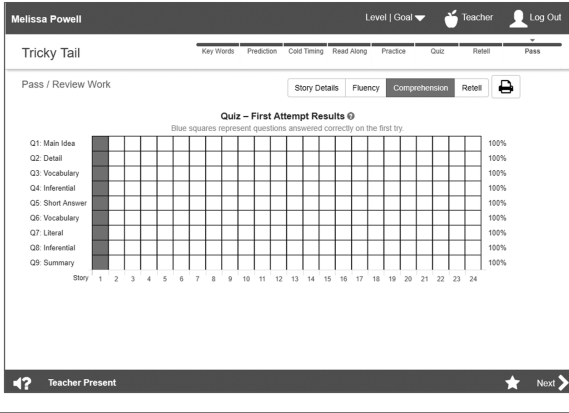 Melissa Powell Level | Goal Teacher Log Out
Tricky Tail Key Words Prediction Cold Timing Read Along Practice Quiz Retell Pass
Pass / Review Work Story Details Fluency Comprehension Retell
Quiz – First Attempt Results ?
Blue squares represent questions answered correctly on the first try.
Q1: Main Idea 100%
Q2: Detail 100%
Q3: Vocabulary 100%
Q4: Inferential 100%
Q5: Short Answer 100%
Q6: Vocabulary 100%
Q7: Literal 100%
Q8: Inferential 100%
Q9: Summary 100%
Story 1 2 3 4 5 6 7 8 9 10 11 12 13 14 15 16 17 18 19 20 21 22 23 24
? Teacher Present Next